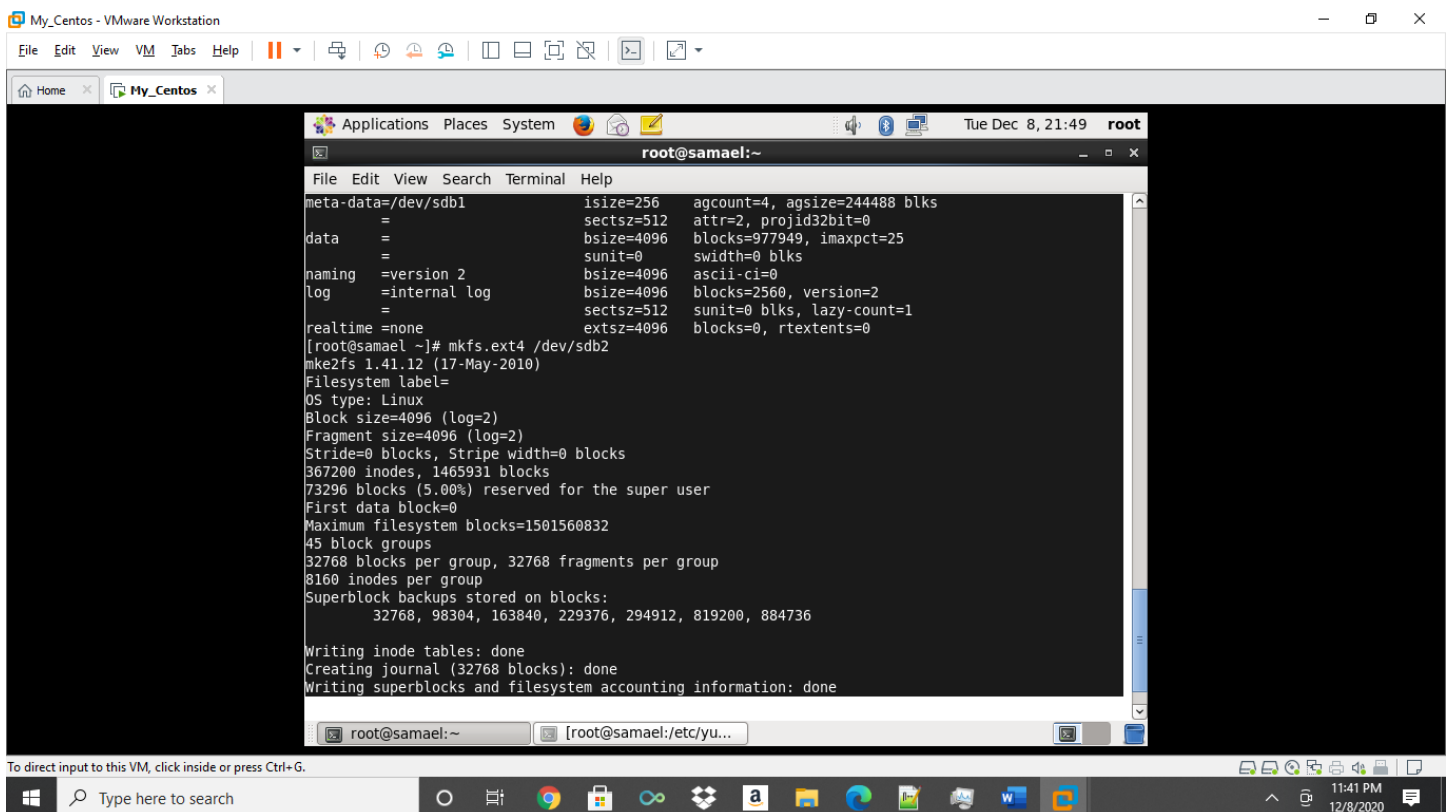 My_Centos - VMware Workstation
File Edit View VM Tabs Help
Home My_Centos
Applications Places System Tue Dec 8, 21:49 root
root@samael:~
File Edit View Search Terminal Help
meta-data=/dev/sdb1 isize=256 agcount=4, agsize=244488 blks
= sectsz=512 attr=2, projid32bit=0
data = bsize=4096 blocks=977949, imaxpct=25
= sunit=0 swidth=0 blks
naming =version 2 bsize=4096 ascii-ci=0
log =internal log bsize=4096 blocks=2560, version=2
= sectsz=512 sunit=0 blks, lazy-count=1
realtime =none extsz=4096 blocks=0, rtextents=0
[root@samael ~]# mkfs.ext4 /dev/sdb2
mke2fs 1.41.12 (17-May-2010)
Filesystem label=
OS type: Linux
Block size=4096 (log=2)
Fragment size=4096 (log=2)
Stride=0 blocks, Stripe width=0 blocks
367200 inodes, 1465931 blocks
73296 blocks (5.00%) reserved for the super user
First data block=0
Maximum filesystem blocks=1501560832
45 block groups
32768 blocks per group, 32768 fragments per group
8160 inodes per group
Superblock backups stored on blocks:
32768, 98304, 163840, 229376, 294912, 819200, 884736
Writing inode tables: done
Creating journal (32768 blocks): done
Writing superblocks and filesystem accounting information: done
root@samael:~ [root@samael:/etc/yu...
To direct input to this VM, click inside or press Ctrl+G.
Type here to search
11:41 PM
12/8/2020